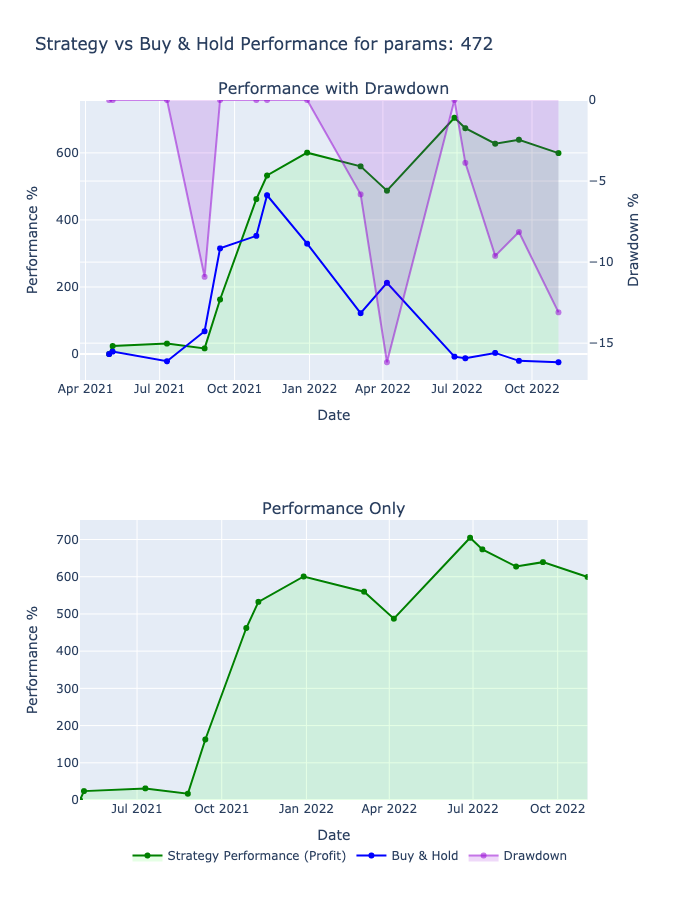 Strategy vs Buy & Hold Performance for params: 472
Performance with Drawdown
600
400
200
0
Performance %
0
−5
−10
−15
Drawdown %
Apr 2021 Jul 2021 Oct 2021 Jan 2022 Apr 2022 Jul 2022 Oct 2022
Date
Performance Only
700
600
500
400
300
200
100
0
Performance %
Jul 2021 Oct 2021 Jan 2022 Apr 2022 Jul 2022 Oct 2022
Date
Strategy Performance (Profit) Buy & Hold Drawdown